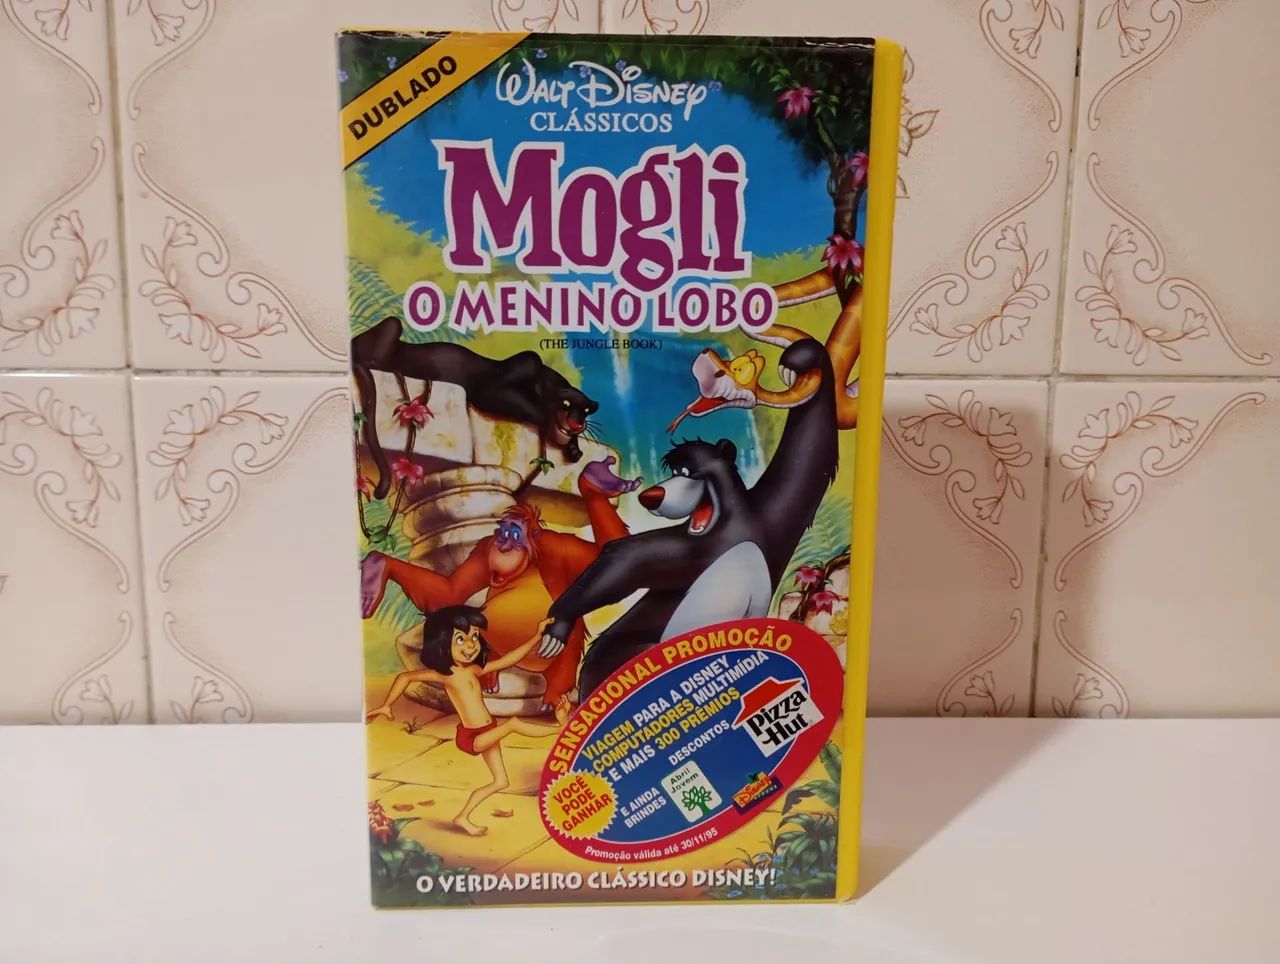 DUBLADO
WALT DISNEY
CLÁSSICOS
Mogli
O MENINO LOBO
(THE JUNGLE BOOK)
SENSACIONAL PROMOÇÃO
VIAGEM PARA A DISNEY
COMPUTADORES MULTIMÍDIA
E MAIS 300 PRÊMIOS
VOCÊ
PODE
GANHAR
E AINDA
BRINDES
Abril
Jovem
DESCONTOS
Pizza
Hut
Disney
Promoção válida até 30/11/95
O VERDADEIRO CLÁSSICO DISNEY!